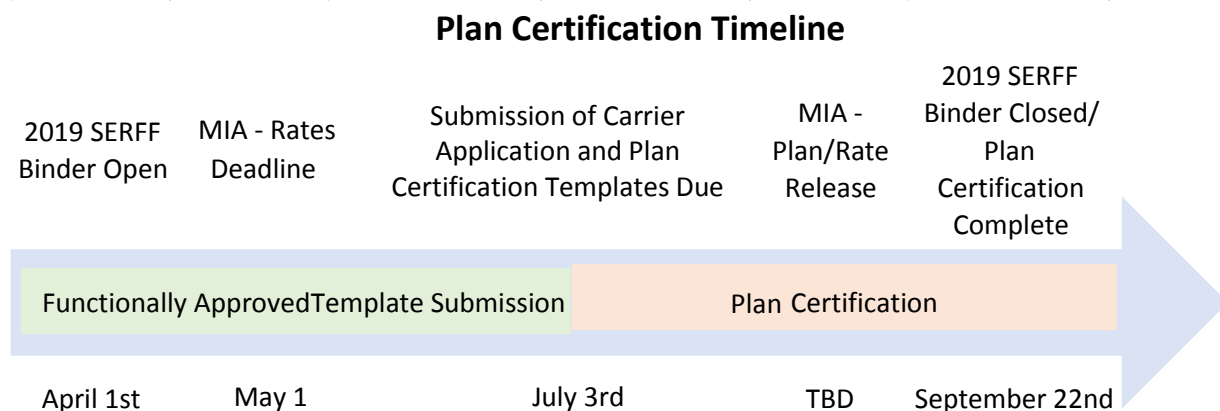 Plan Certification Timeline
2019 SERFF
Binder Open
MIA - Rates
Deadline
Submission of Carrier
Application and Plan
Certification Templates Due
MIA -
Plan/Rate
Release
2019 SERFF
Binder Closed/
Plan
Certification
Complete
Functionally ApprovedTemplate Submission
Plan Certification
April 1st
May 1
July 3rd
TBD
September 22nd